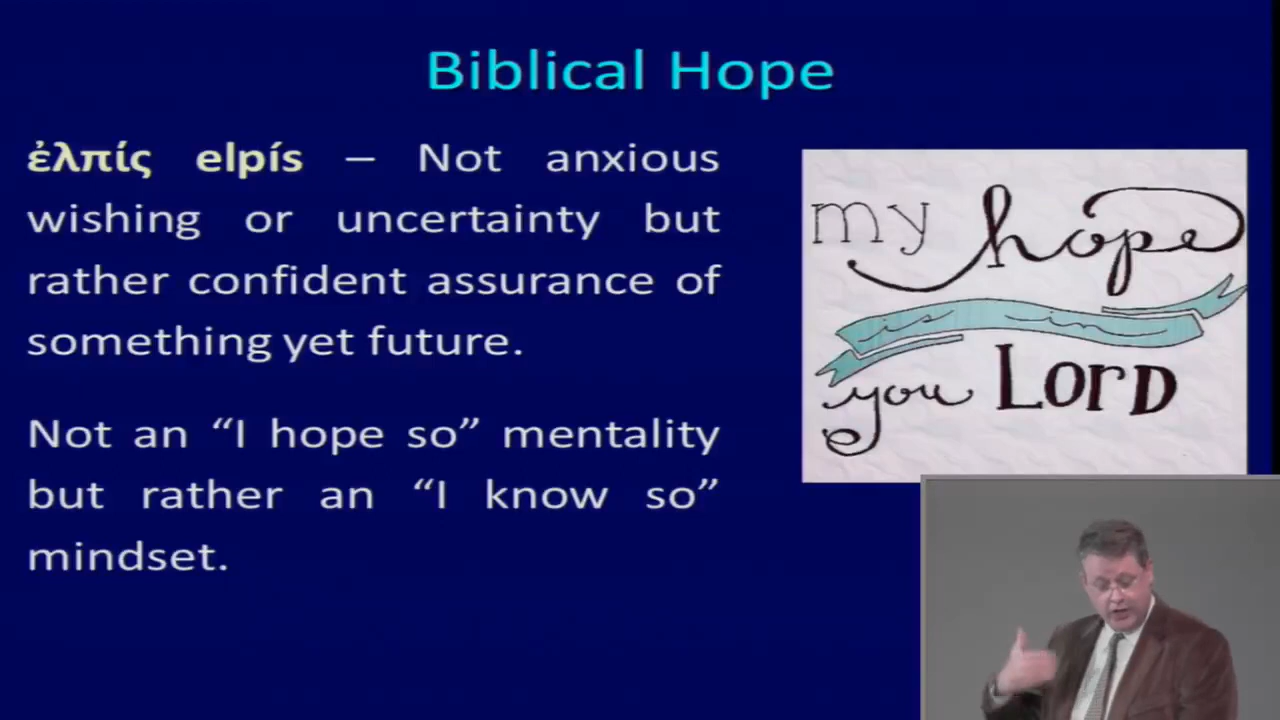 Biblical Hope
ἐλπίς elpís – Not anxious
wishing or uncertainty but
rather confident assurance of
something yet future.
Not an “I hope so” mentality
but rather an “I know so”
mindset.
my hope
is in
you Lord